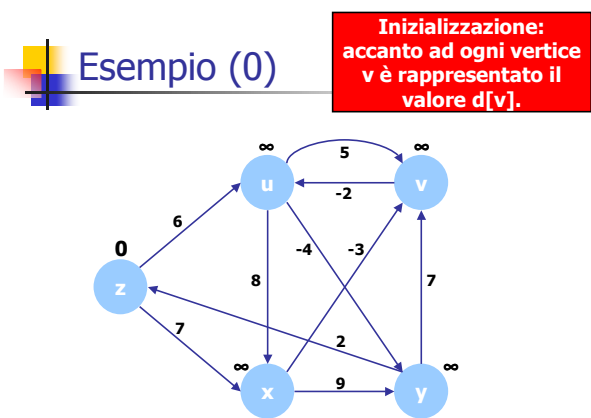 Esempio (0)
Inizializzazione:
accanto ad ogni vertice
v è rappresentato il
valore d[v].
∞
∞
5
u
v
-2
6
-4
-3
0
z
8
7
7
2
∞
∞
x
9
y